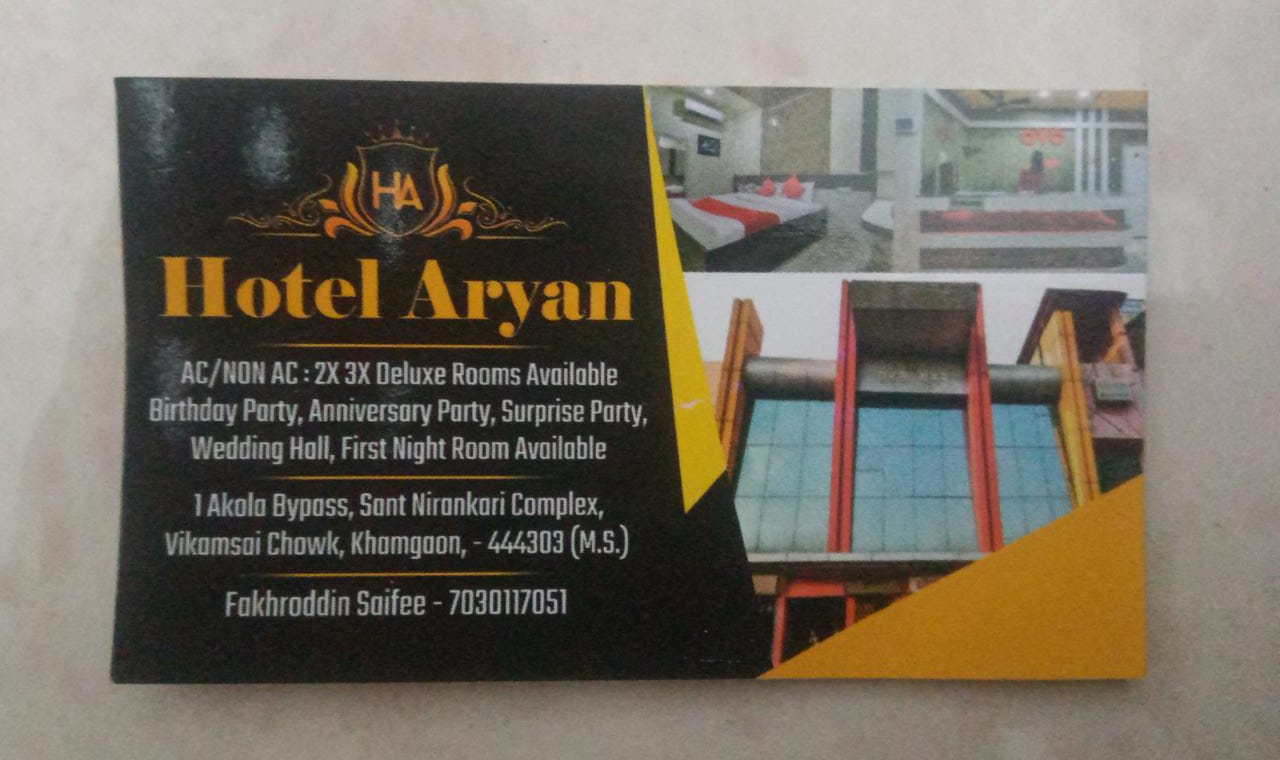 HA
Hotel Aryan
AC/NON AC : 2X 3X Deluxe Rooms Available
Birthday Party, Anniversary Party, Surprise Party,
Wedding Hall, First Night Room Available
1 Akola Bypass, Sant Nirankari Complex,
Vikamsai Chowk, Khamgaon, - 444303 (M.S.)
Fakhroddin Saifee - 7030117051